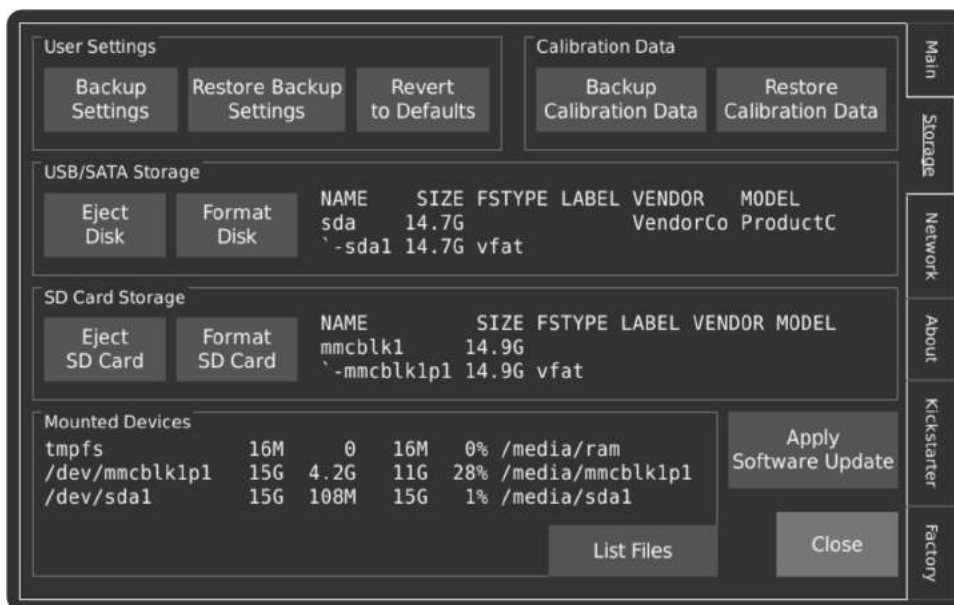 User Settings
Backup
Settings
Restore Backup
Settings
Revert
to Defaults
Calibration Data
Backup
Calibration Data
Restore
Calibration Data
USB/SATA Storage
Eject
Disk
Format
Disk
NAME SIZE FSTYPE LABEL VENDOR MODEL
sda 14.7G VendorCo ProductC
`-sda1 14.7G vfat
SD Card Storage
Eject
SD Card
Format
SD Card
NAME SIZE FSTYPE LABEL VENDOR MODEL
mmcblk1 14.9G
`-mmcblk1p1 14.9G vfat
Mounted Devices
tmpfs 16M 0 16M 0% /media/ram
/dev/mmcblk1p1 15G 4.2G 11G 28% /media/mmcblk1p1
/dev/sda1 15G 108M 15G 1% /media/sda1
List Files
Apply
Software Update
Close
Main
Storage
Network
About
Kickstarter
Factory